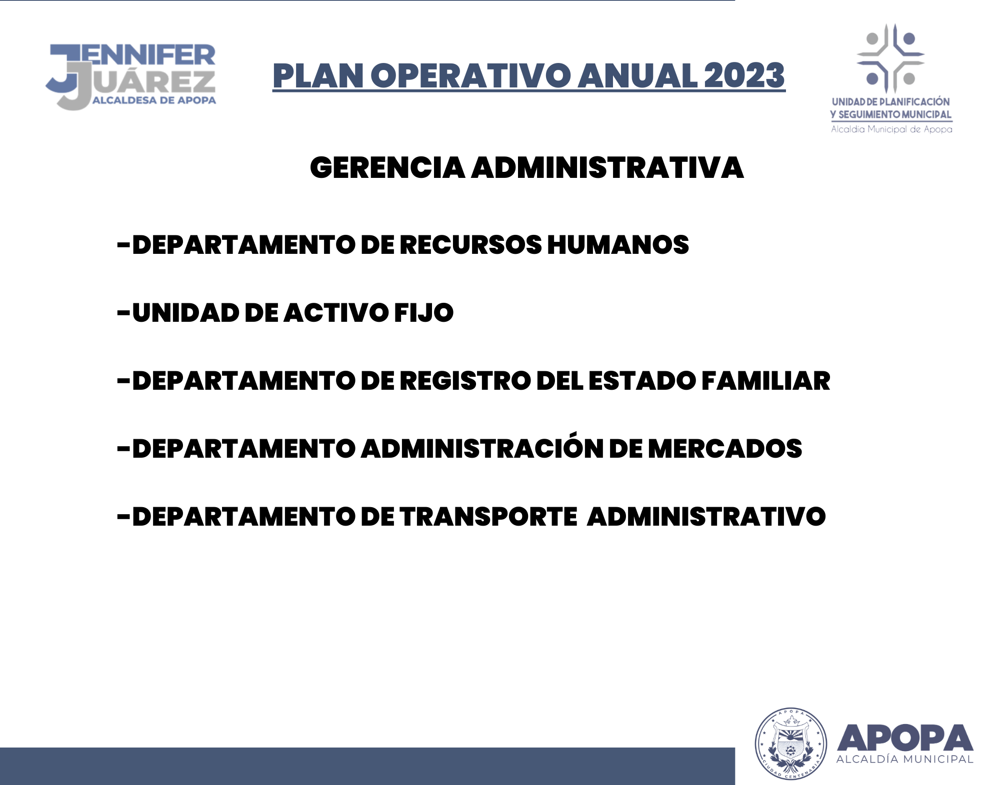 JENNIFER
JUÁREZ
ALCALDESA DE APOPA
PLAN OPERATIVO ANUAL 2023
UNIDAD DE PLANIFICACIÓN
Y SEGUIMIENTO MUNICIPAL
Alcaldía Municipal de Apopa
GERENCIA ADMINISTRATIVA
-DEPARTAMENTO DE RECURSOS HUMANOS
-UNIDAD DE ACTIVO FIJO
-DEPARTAMENTO DE REGISTRO DEL ESTADO FAMILIAR
-DEPARTAMENTO ADMINISTRACIÓN DE MERCADOS
-DEPARTAMENTO DE TRANSPORTE ADMINISTRATIVO
APOPA
CIUDAD CENTENARIA
APOPA
ALCALDÍA MUNICIPAL